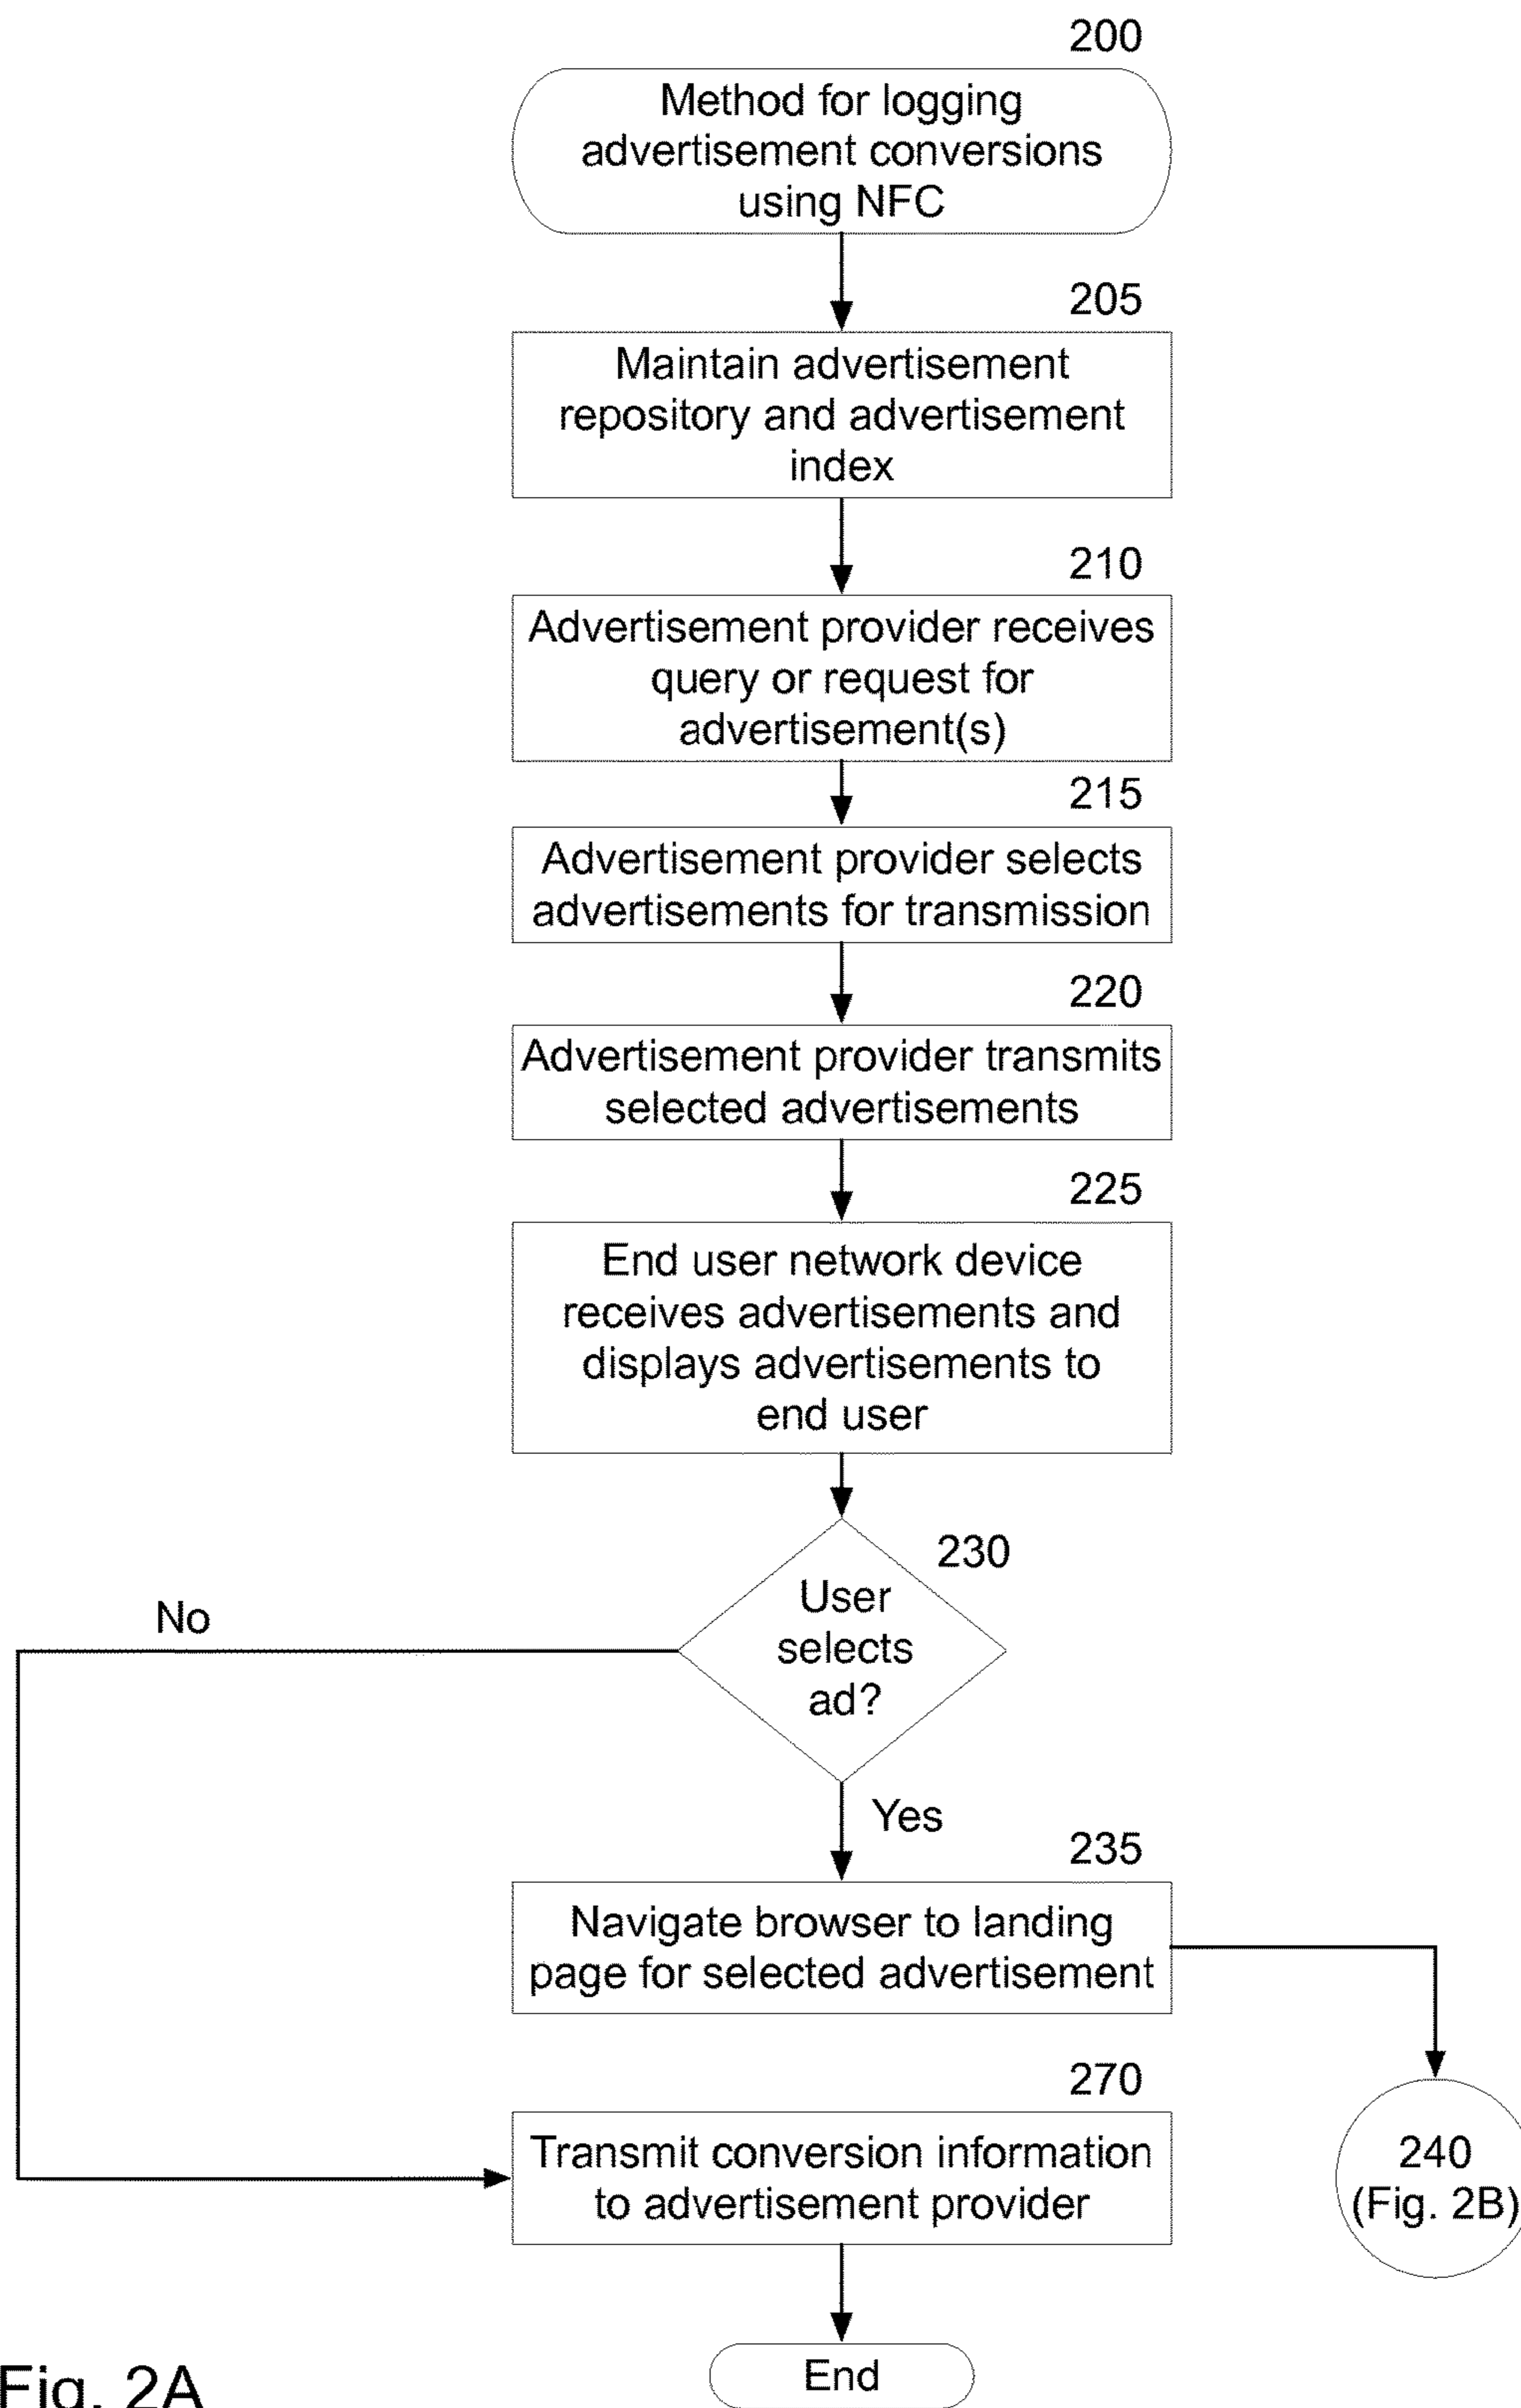 200
Method for logging
advertisement conversions
using NFC
205
Maintain advertisement
repository and advertisement
index
210
Advertisement provider receives
query or request for
advertisement(s)
215
Advertisement provider selects
advertisements for transmission
220
Advertisement provider transmits
selected advertisements
225
End user network device
receives advertisements and
displays advertisements to
end user
230
User
selects
ad?
No
Yes
235
Navigate browser to landing
page for selected advertisement
270
Transmit conversion information
to advertisement provider
240
(Fig. 2B)
End
Fig. 2A